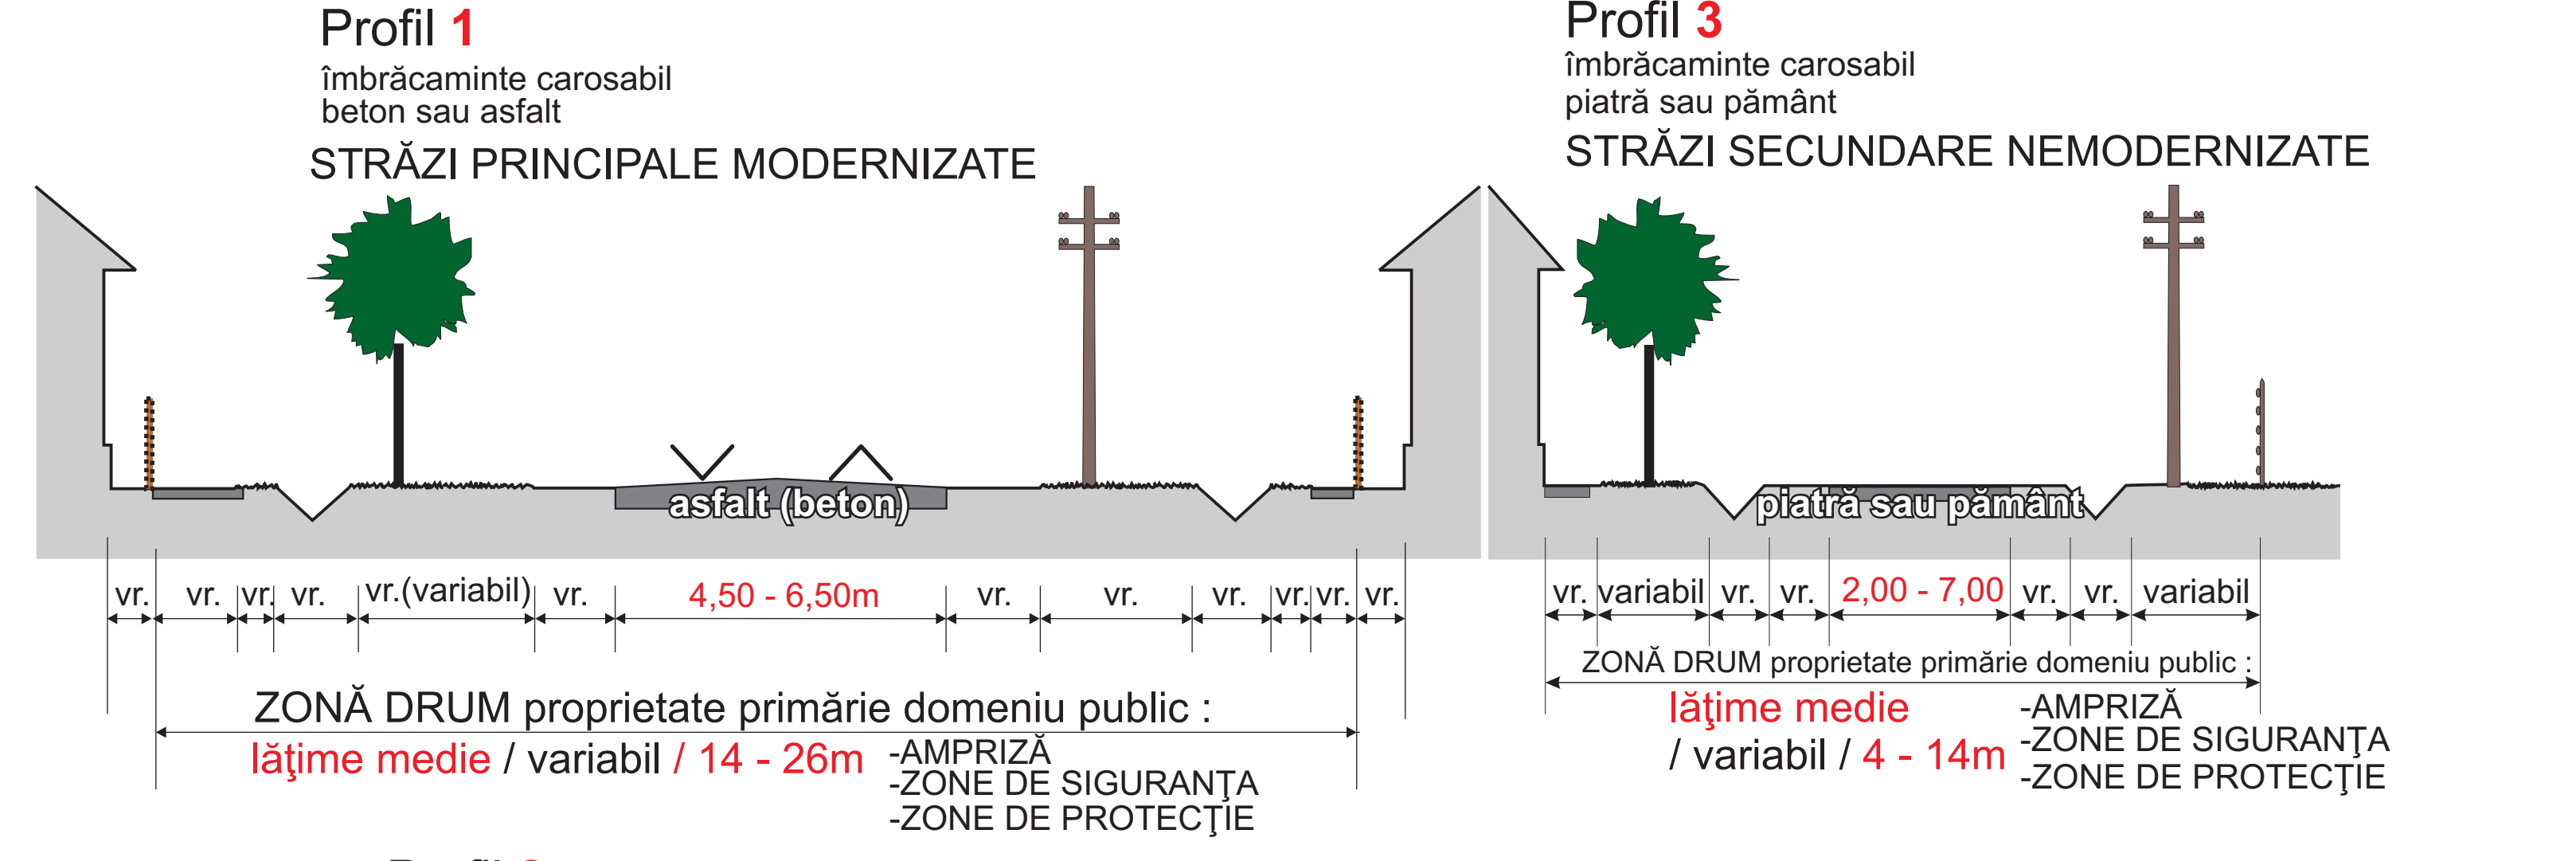 Profil 1
îmbrăcaminte carosabil
beton sau asfalt
STRĂZI PRINCIPALE MODERNIZATE
asfalt (beton)
vr. vr. vr. vr. vr.(variabil) vr. 4,50 - 6,50m vr. vr. vr. vr. vr. vr.
ZONĂ DRUM proprietate primărie domeniu public :
lăţime medie / variabil / 14 - 26m
-AMPRIZĂ
-ZONE DE SIGURANŢA
-ZONE DE PROTECŢIE
Profil 3
îmbrăcaminte carosabil
piatră sau pământ
STRĂZI SECUNDARE NEMODERNIZATE
piatră sau pământ
vr. variabil vr. vr. 2,00 - 7,00 vr. vr. variabil
ZONĂ DRUM proprietate primărie domeniu public :
lăţime medie
/ variabil / 4 - 14m
-AMPRIZĂ
-ZONE DE SIGURANŢA
-ZONE DE PROTECŢIE